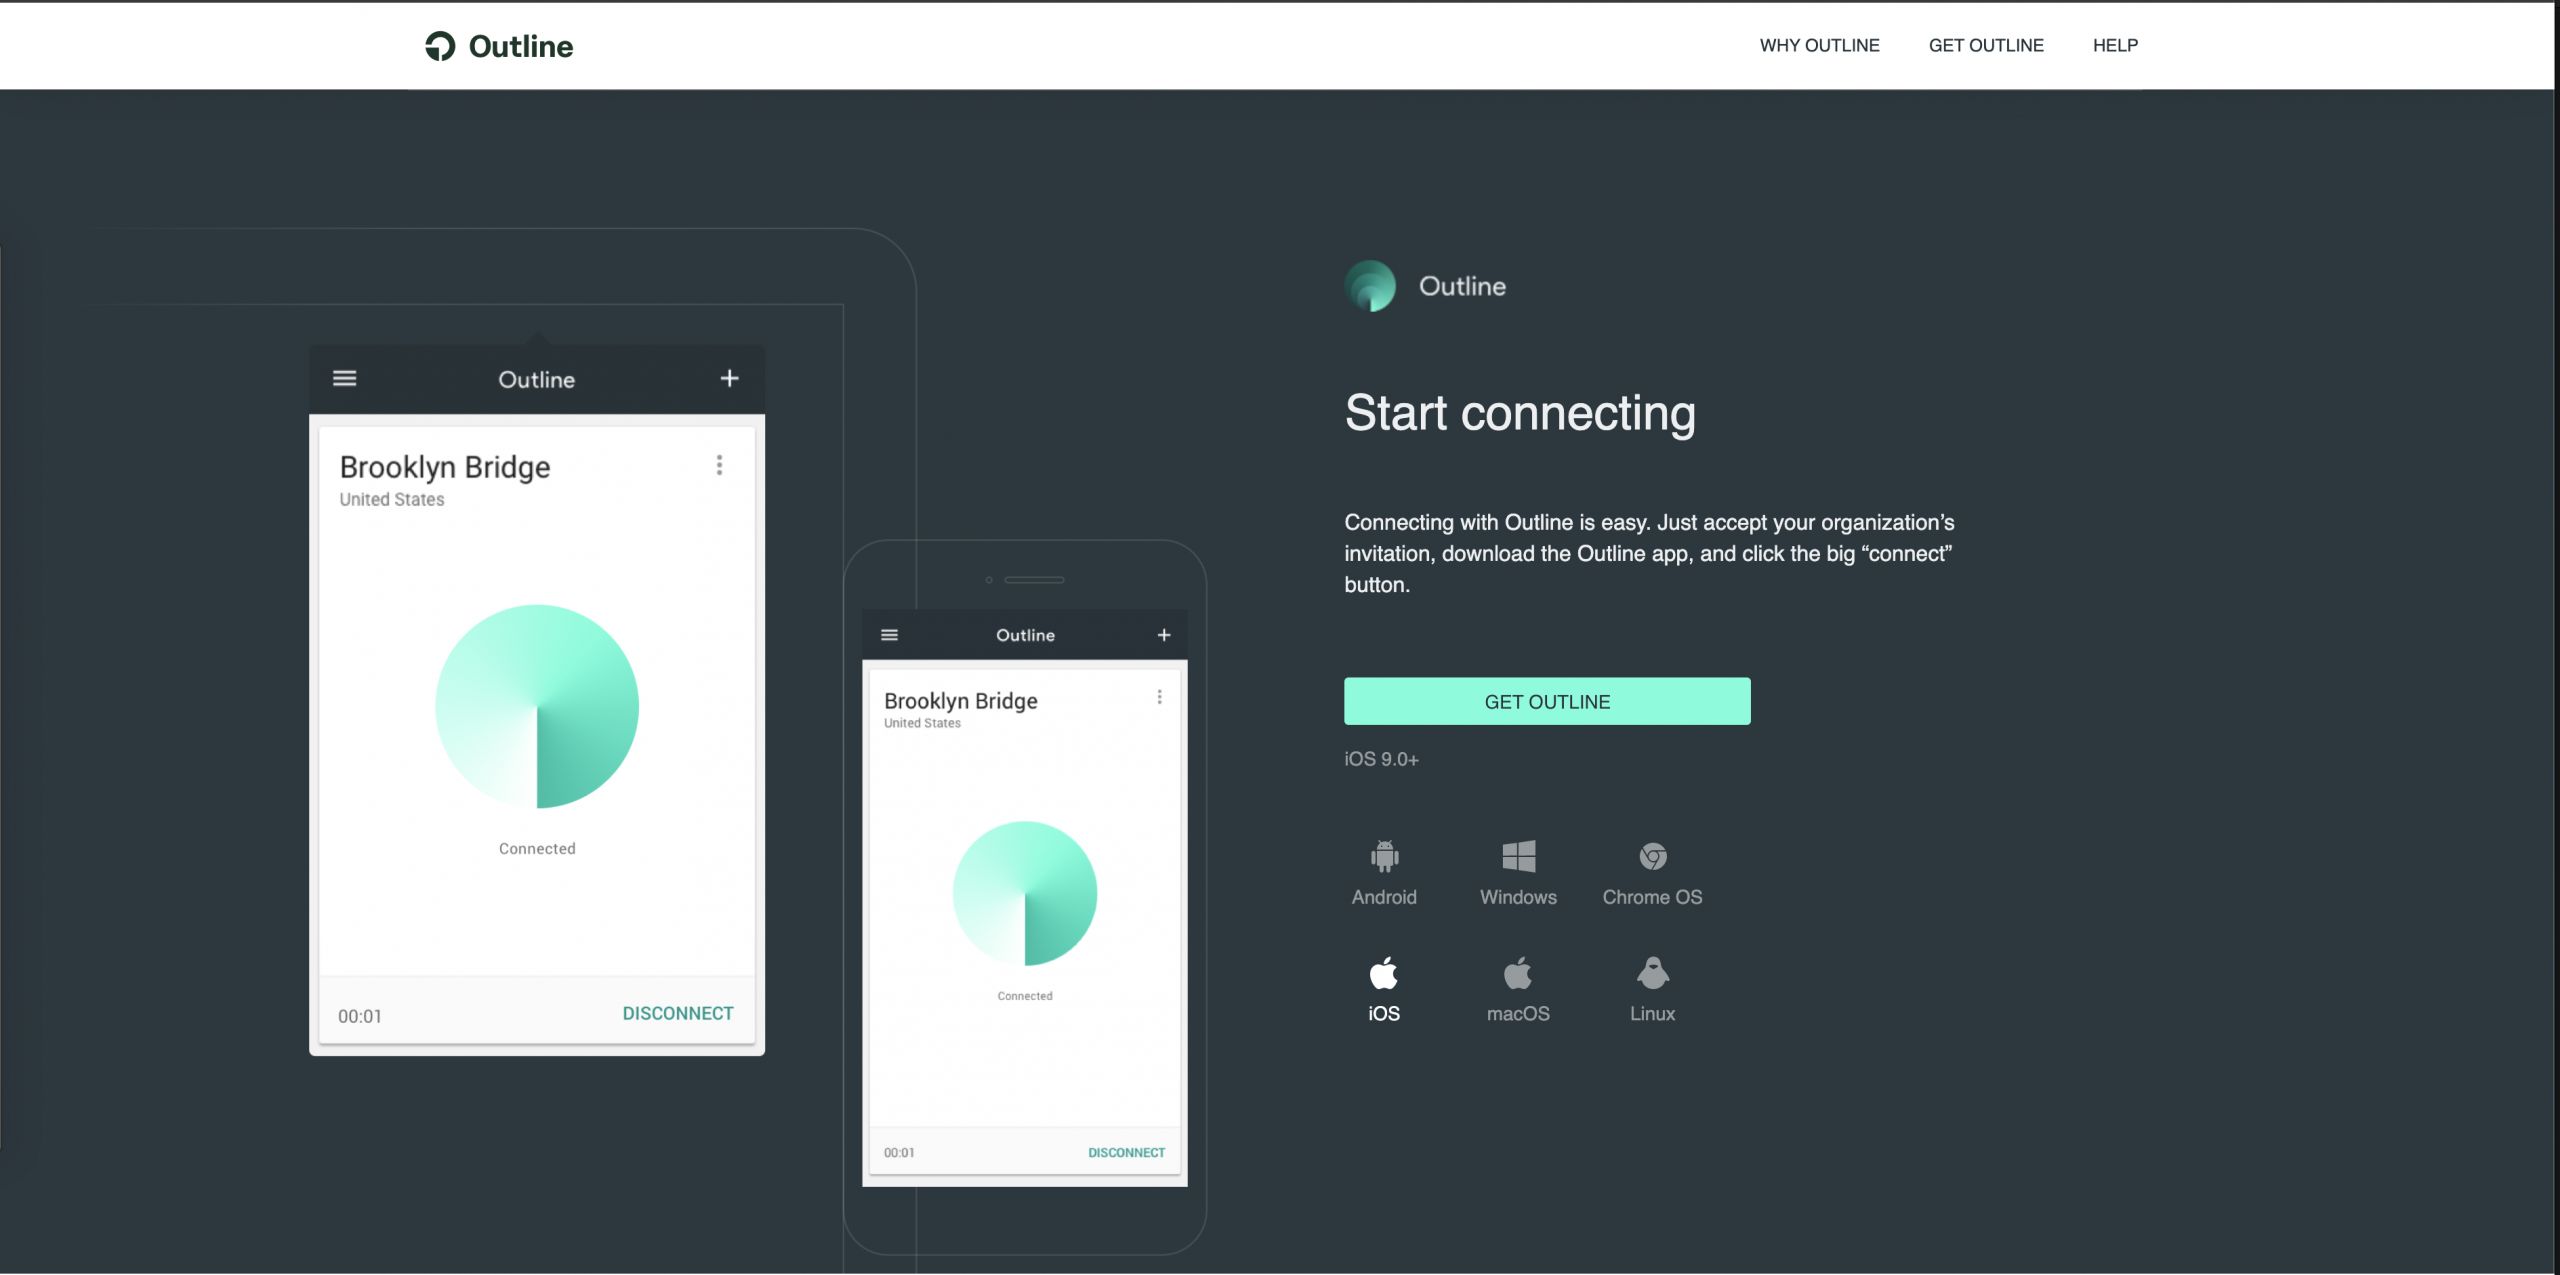 Outline
WHY OUTLINE
GET OUTLINE
HELP
Outline
Brooklyn Bridge
United States
Connected
00:01
DISCONNECT
Outline
Brooklyn Bridge
United States
Connected
00:01
DISCONNECT
Outline
Start connecting
Connecting with Outline is easy. Just accept your organization’s
invitation, download the Outline app, and click the big “connect”
button.
GET OUTLINE
iOS 9.0+
Android
Windows
Chrome OS
iOS
macOS
Linux